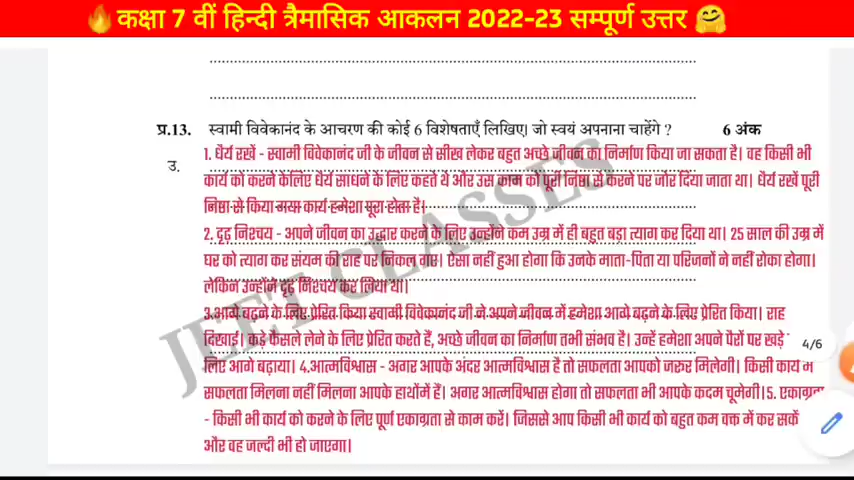 🔥कक्षा 7 वीं हिन्दी त्रैमासिक आकलन 2022-23 सम्पूर्ण उत्तर 🤗
प्र.13. स्वामी विवेकानंद के आचरण की कोई 6 विशेषताएँ लिखिए। जो स्वयं अपनाना चाहेंगे ? 6 अंक
उ. 1. धैर्य रखें - स्वामी विवेकानंद जी के जीवन से सीख लेकर बहुत अच्छे जीवन का निर्माण किया जा सकता है। वह किसी भी
कार्य को करने केलिए धैर्य साधने के लिए कहते थे और उस काम को पूरी निष्ठा से करने पर जोर दिया जाता था। धैर्य रखें पूरी
निष्ठा से किया गया कार्य हमेशा पूरा होता है।
2. दृढ़ निश्चय - अपने जीवन का उद्धार करने के लिए उन्होंने कम उम्र में ही बहुत बड़ा त्याग कर दिया था। 25 साल की उम्र में
घर को त्याग कर संयम की राह पर निकल गए। ऐसा नहीं हुआ होगा कि उनके माता-पिता या परिजनों ने नहीं रोका होगा।
लेकिन उन्होंने दृढ़ निश्चय कर लिया था।
3.आगे बढ़ने के लिए प्रेरित किया स्वामी विवेकानंद जी ने अपने जीवन में हमेशा आगे बढ़ने के लिए प्रेरित किया। राह
दिखाई। कड़े फैसले लेने के लिए प्रेरित करते हैं, अच्छे जीवन का निर्माण तभी संभव है। उन्हें हमेशा अपने पैरों पर खड़े
4/6
लिए आगे बढ़ाया। 4.आत्मविश्वास - अगर आपके अंदर आत्मविश्वास है तो सफलता आपको जरूर मिलेगी। किसी कार्य में
सफलता मिलना नहीं मिलना आपके हाथोंमें हैं। अगर आत्मविश्वास होगा तो सफलता भी आपके कदम चूमेगी।5. एकाग्रता
- किसी भी कार्य को करने के लिए पूर्ण एकाग्रता से काम करें। जिससे आप किसी भी कार्य को बहुत कम वक्त में कर सकें
और वह जल्दी भी हो जाएगा।
JEET CLASSES